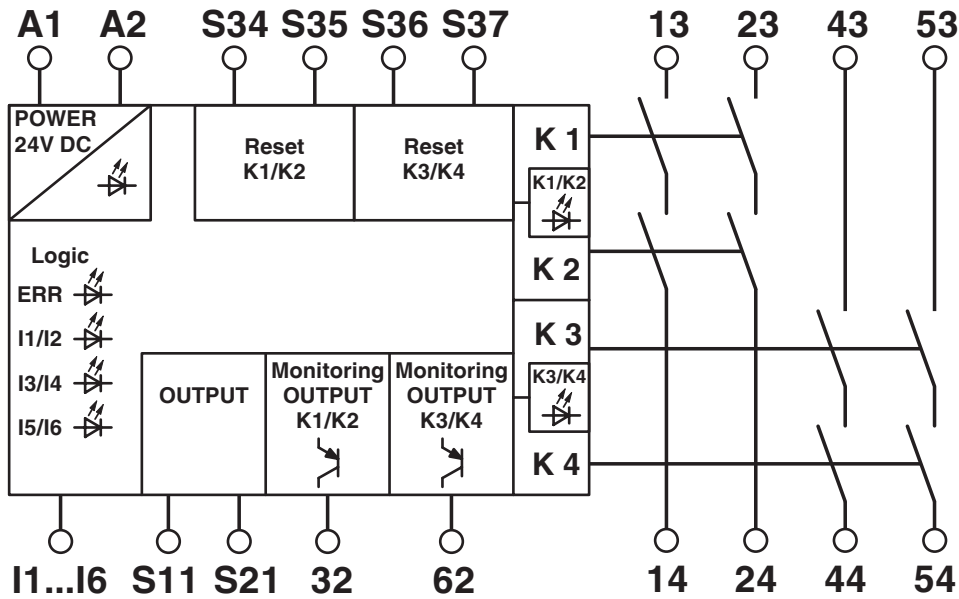 A1 A2 S34 S35 S36 S37 13 23 43 53
POWER
24V DC
Reset
K1/K2
Reset
K3/K4
K 1
K1/K2
K 2
Logic
ERR
I1/I2
I3/I4
I5/I6
K 3
K3/K4
K 4
OUTPUT
Monitoring
OUTPUT
K1/K2
Monitoring
OUTPUT
K3/K4
I1...I6 S11 S21 32 62 14 24 44 54